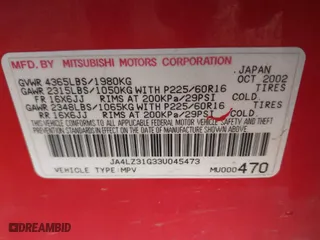 MFD. BY MITSUBISHI MOTORS CORPORATION
GVWR 4365LBS/1980KG JAPAN OCT 2002
GAWR 2315LBS/1050KG WITH P225/60R16 TIRES
FR 16X6JJ RIMS AT 200KPa/29PSI COLD
GAWR 2348LBS/1065KG WITH P225/60R16 TIRES
RR 16X6JJ RIMS AT 200KPa/29PSI COLD
THIS VEHICLE CONFORMS TO ALL APPLICABLE FEDERAL MOTOR VEHICLE SAFETY AND THEFT
PREVENTION STANDARDS IN EFFECT ON THE DATE OF MANUFACTURE SHOWN ABOVE.
JA4LZ31G33U045473
VEHICLE TYPE: MPV MU000470
DREAMBID
dreambid.com